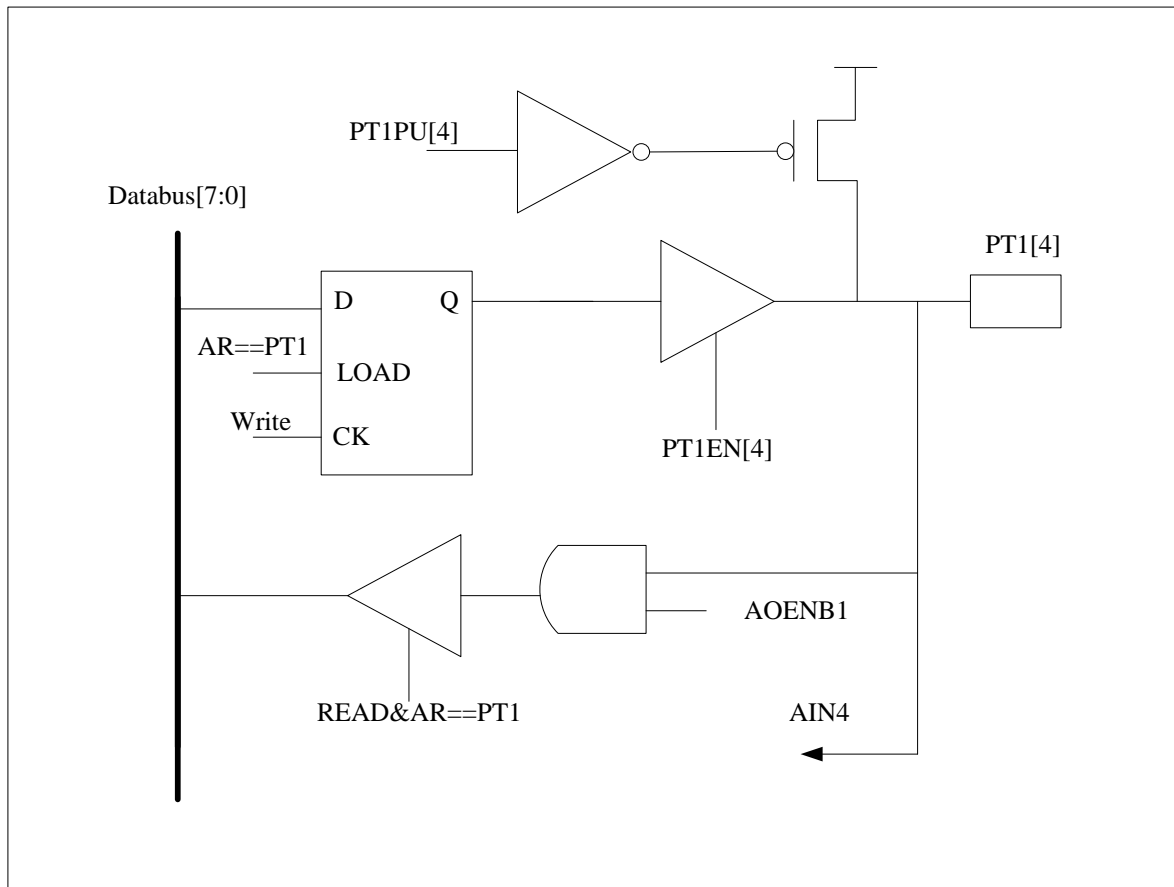 PT1PU[4]
Databus[7:0]
PT1[4]
D
Q
AR==PT1
LOAD
Write
CK
PT1EN[4]
AOENB1
READ&AR==PT1
AIN4